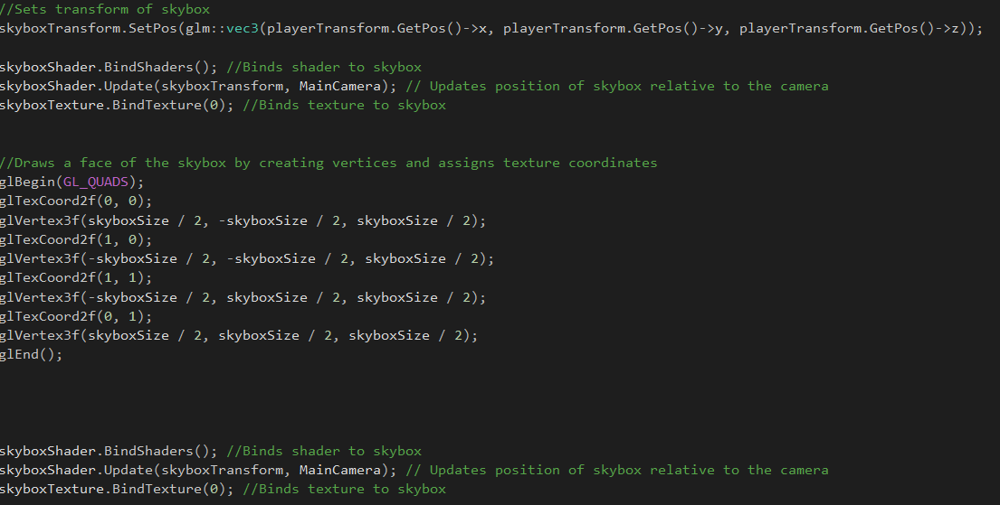 //Sets transform of skybox
skyboxTransform.SetPos(glm::vec3(playerTransform.GetPos()->x, playerTransform.GetPos()->y, playerTransform.GetPos()->z));
skyboxShader.BindShaders(); //Binds shader to skybox
skyboxShader.Update(skyboxTransform, MainCamera); // Updates position of skybox relative to the camera
skyboxTexture.BindTexture(0); //Binds texture to skybox
//Draws a face of the skybox by creating vertices and assigns texture coordinates
glBegin(GL_QUADS);
glTexCoord2f(0, 0);
glVertex3f(skyboxSize / 2, -skyboxSize / 2, skyboxSize / 2);
glTexCoord2f(1, 0);
glVertex3f(-skyboxSize / 2, -skyboxSize / 2, skyboxSize / 2);
glTexCoord2f(1, 1);
glVertex3f(-skyboxSize / 2, skyboxSize / 2, skyboxSize / 2);
glTexCoord2f(0, 1);
glVertex3f(skyboxSize / 2, skyboxSize / 2, skyboxSize / 2);
glEnd();
skyboxShader.BindShaders(); //Binds shader to skybox
skyboxShader.Update(skyboxTransform, MainCamera); // Updates position of skybox relative to the camera
skyboxTexture.BindTexture(0); //Binds texture to skybox